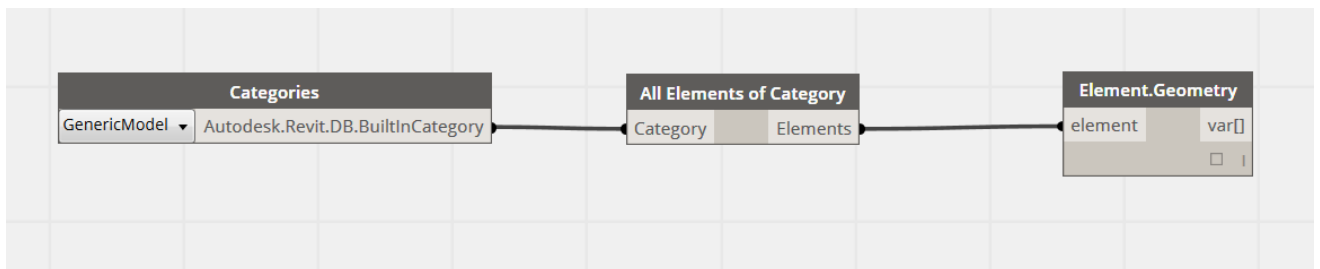 Categories
GenericModel Autodesk.Revit.DB.BuiltInCategory
All Elements of Category
Category Elements
Element.Geometry
element var[]